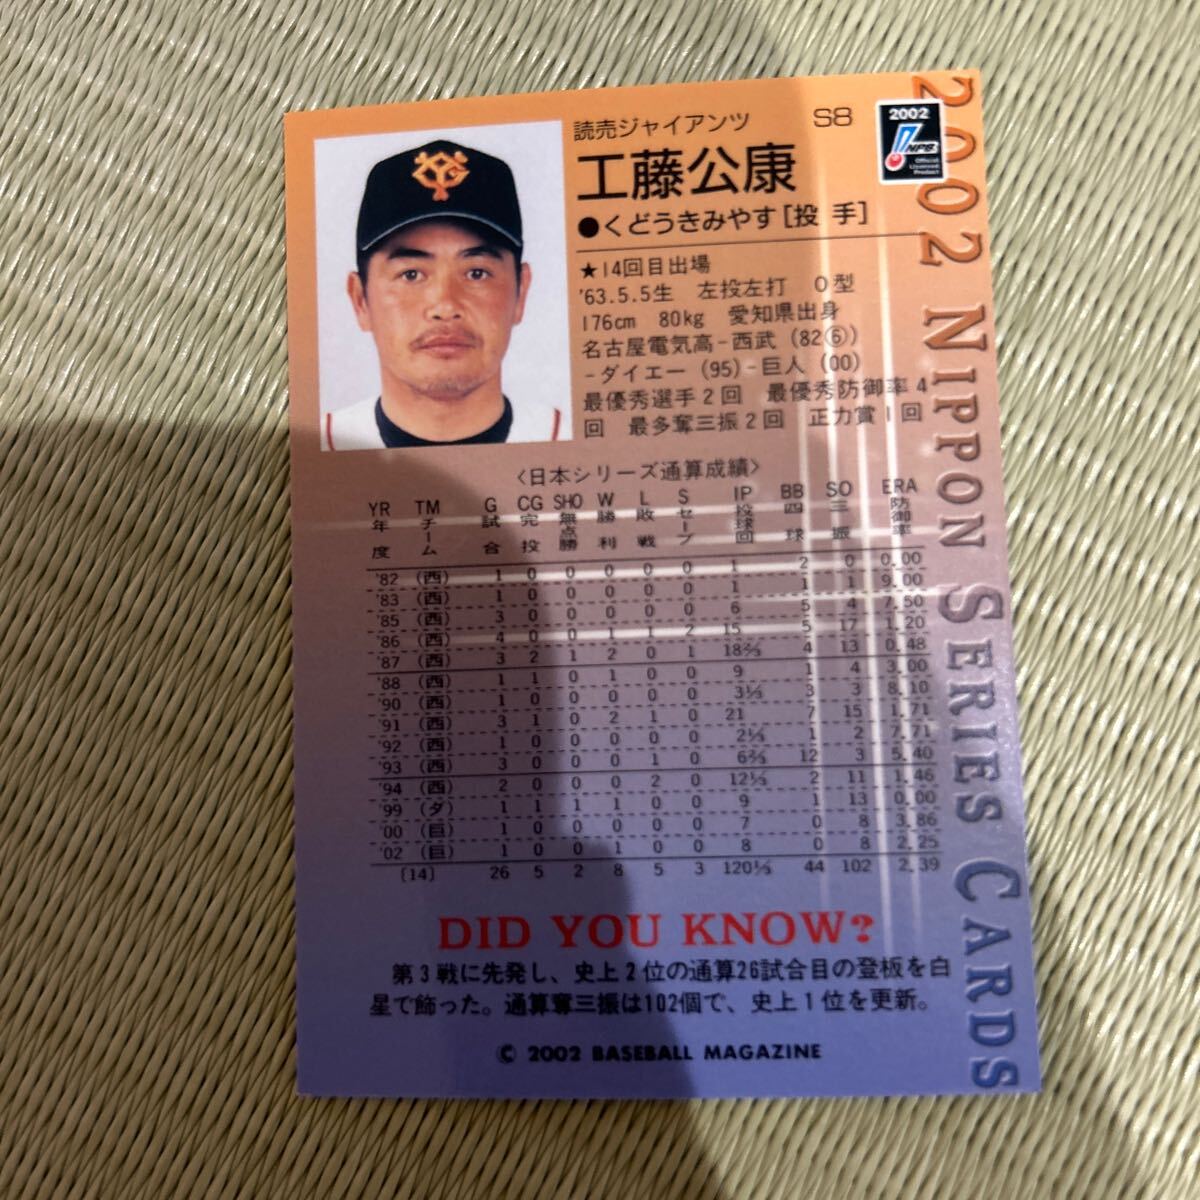 読売ジャイアンツ S8
工藤公康
●くどうきみやす[投 手]
★14回目出場
'63.5.5生 左投左打 O型
176cm 80kg 愛知県出身
名古屋電気高-西武(82⑥)
-ダイエー(95)-巨人(00)
最優秀選手2回 最優秀防御率4
回 最多奪三振2回 正力賞1回
2002
NPB
Official
Licensed
Product
2002 NIPPON SERIES CARDS
〈日本シリーズ通算成績〉
YR TM G CG SHO W L S IP BB SO ERA
年度 チーム 試合 完投 無点勝 勝利 敗戦 セーブ 投球回 四球 三振 防御率
'82 (西) 1 0 0 0 0 0 1 2 0 0.00
'83 (西) 1 0 0 0 0 0 1 1 1 9.00
'85 (西) 3 0 0 0 0 0 6 5 4 7.50
'86 (西) 4 0 0 1 1 2 15 5 17 1.20
'87 (西) 3 2 1 2 0 1 18⅔ 4 13 0.48
'88 (西) 1 1 0 1 0 0 9 1 4 3.00
'90 (西) 1 0 0 0 0 0 3⅓ 3 3 8.10
'91 (西) 3 1 0 2 1 0 21 7 15 1.71
'92 (西) 1 0 0 0 0 0 2⅓ 1 2 7.71
'93 (西) 3 0 0 0 1 0 6⅔ 12 3 5.40
'94 (西) 2 0 0 0 2 0 12⅓ 2 11 1.46
'99 (ダ) 1 1 1 1 0 0 9 1 13 0.00
'00 (巨) 1 0 0 0 0 0 7 0 8 3.86
'02 (巨) 1 0 0 1 0 0 8 0 8 2.25
[14] 26 5 2 8 5 3 120⅓ 44 102 2.39
DID YOU KNOW?
第3戦に先発し、史上2位の通算26試合目の登板を白
星で飾った。通算奪三振は102個で、史上1位を更新。
© 2002 BASEBALL MAGAZINE